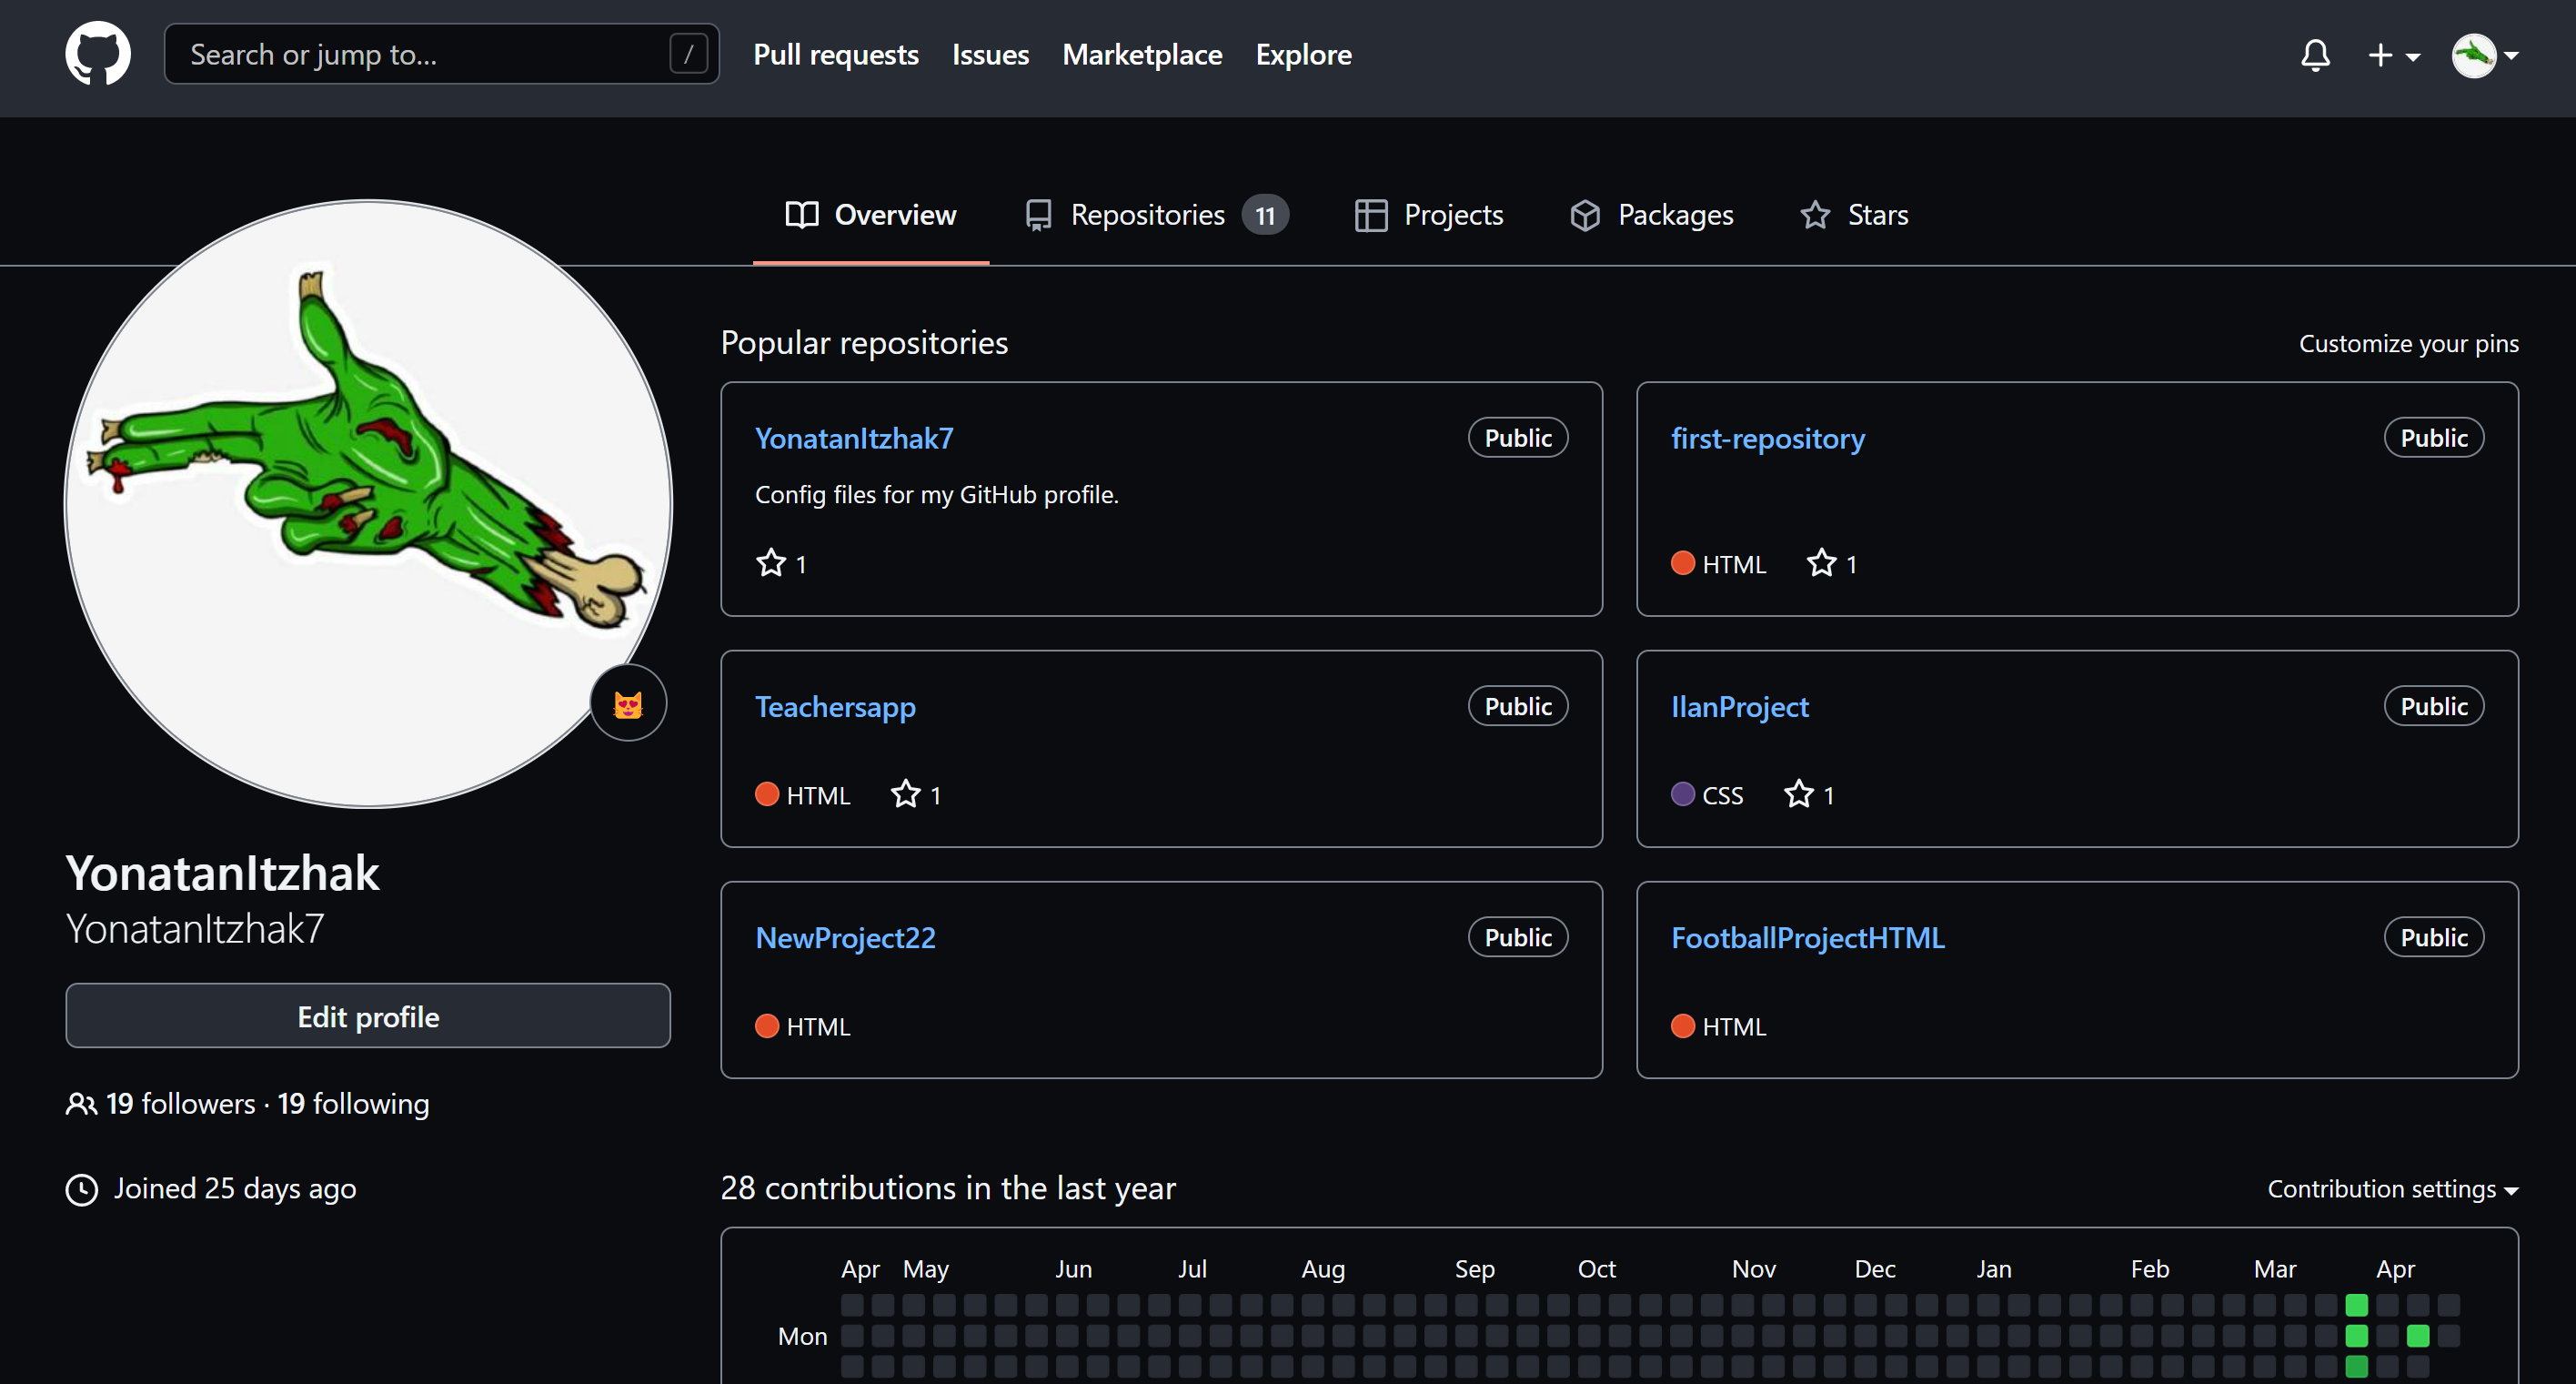 Search or jump to... /
Pull requests
Issues
Marketplace
Explore
Overview
Repositories 11
Projects
Packages
Stars
YonatanItzhak
YonatanItzhak7
Edit profile
19 followers · 19 following
Joined 25 days ago
Popular repositories
Customize your pins
YonatanItzhak7 Public
Config files for my GitHub profile.
1
first-repository Public
HTML 1
Teachersapp Public
HTML 1
IlanProject Public
CSS 1
NewProject22 Public
HTML
FootballProjectHTML Public
HTML
28 contributions in the last year
Contribution settings
Apr May Jun Jul Aug Sep Oct Nov Dec Jan Feb Mar Apr
Mon